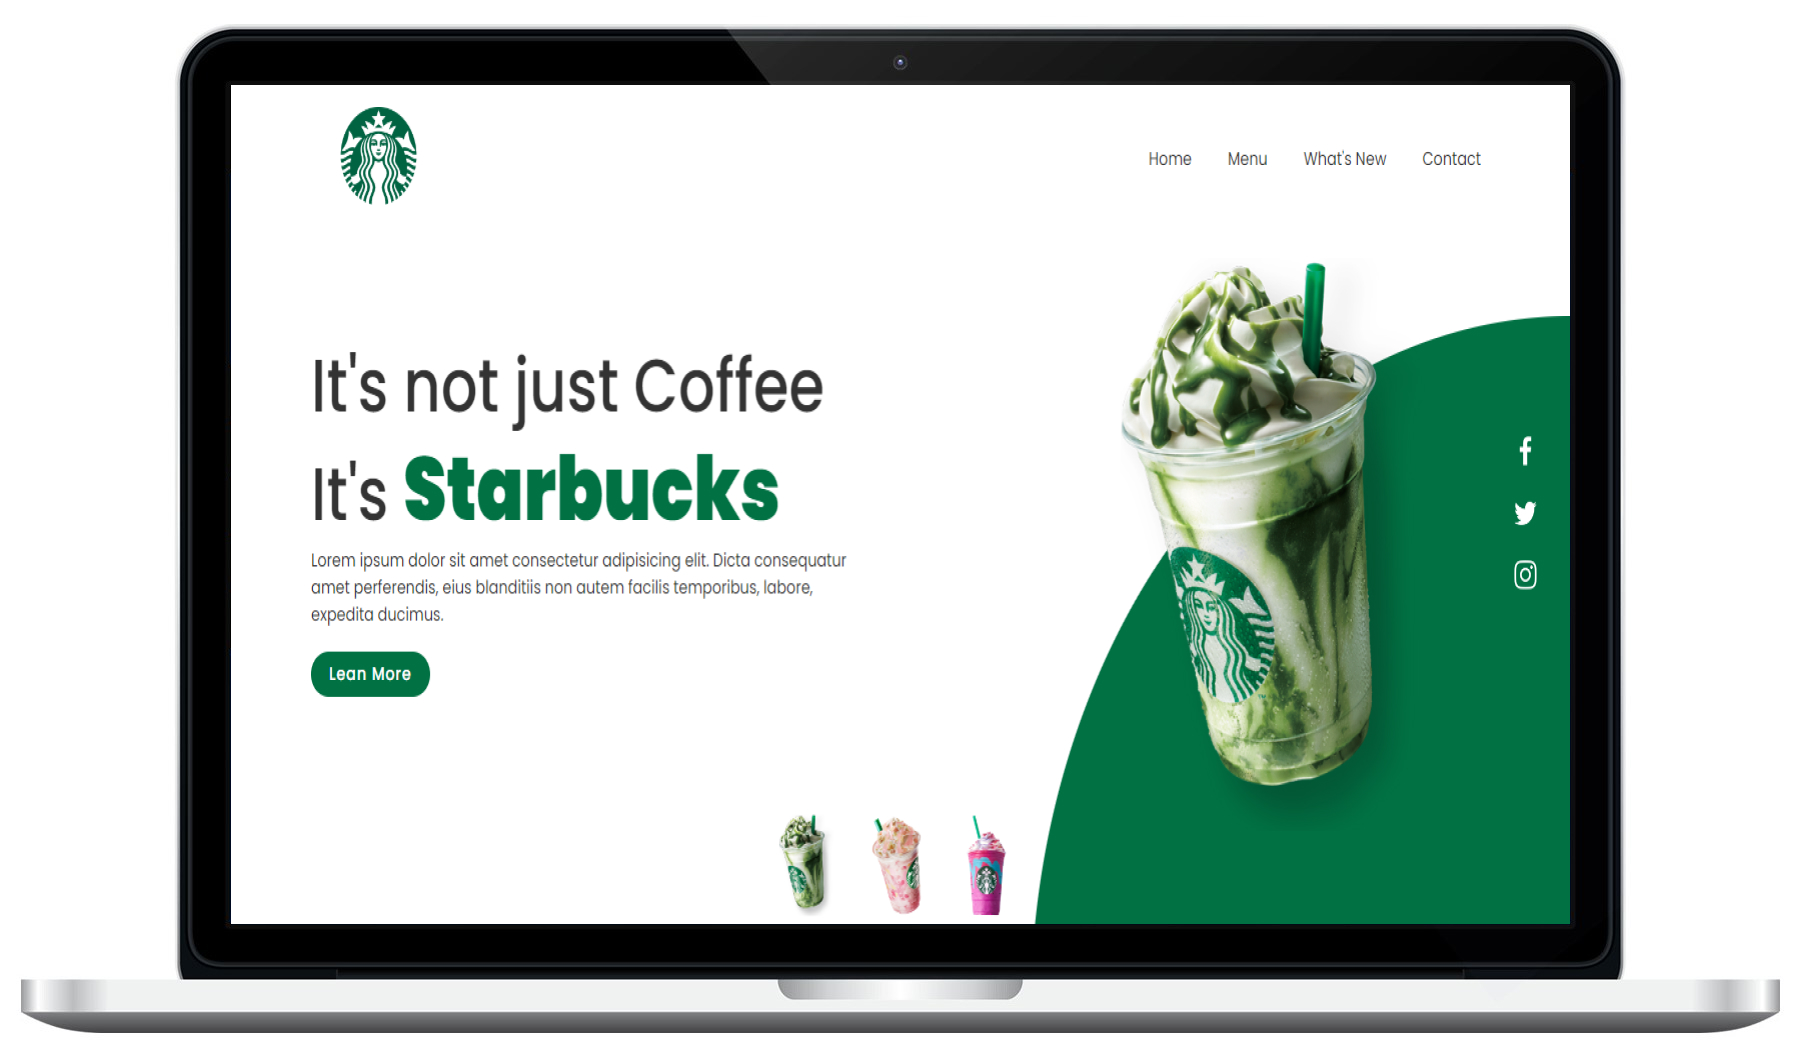 Home Menu What's New Contact
It's not just Coffee
It's Starbucks
Lorem ipsum dolor sit amet consectetur adipisicing elit. Dicta consequatur
amet perferendis, eius blanditiis non autem facilis temporibus, labore,
expedita ducimus.
Lean More